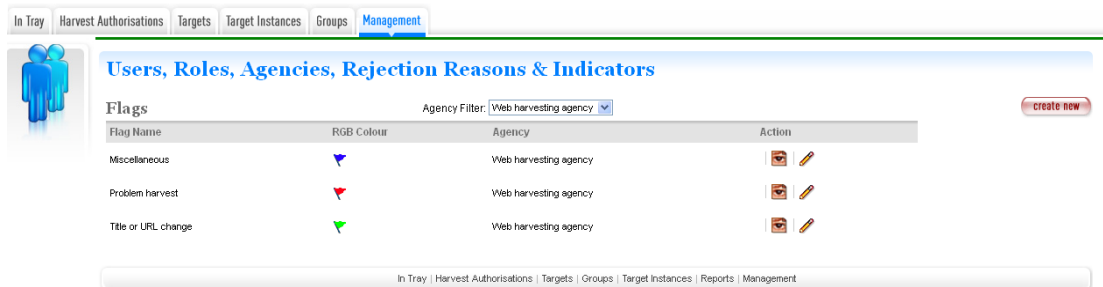 In Tray Harvest Authorisations Targets Target Instances Groups Management
Users, Roles, Agencies, Rejection Reasons & Indicators
Flags Agency Filter: Web harvesting agency create new
Flag Name RGB Colour Agency Action
Miscellaneous Web harvesting agency
Problem harvest Web harvesting agency
Title or URL change Web harvesting agency
In Tray | Harvest Authorisations | Targets | Groups | Target Instances | Reports | Management